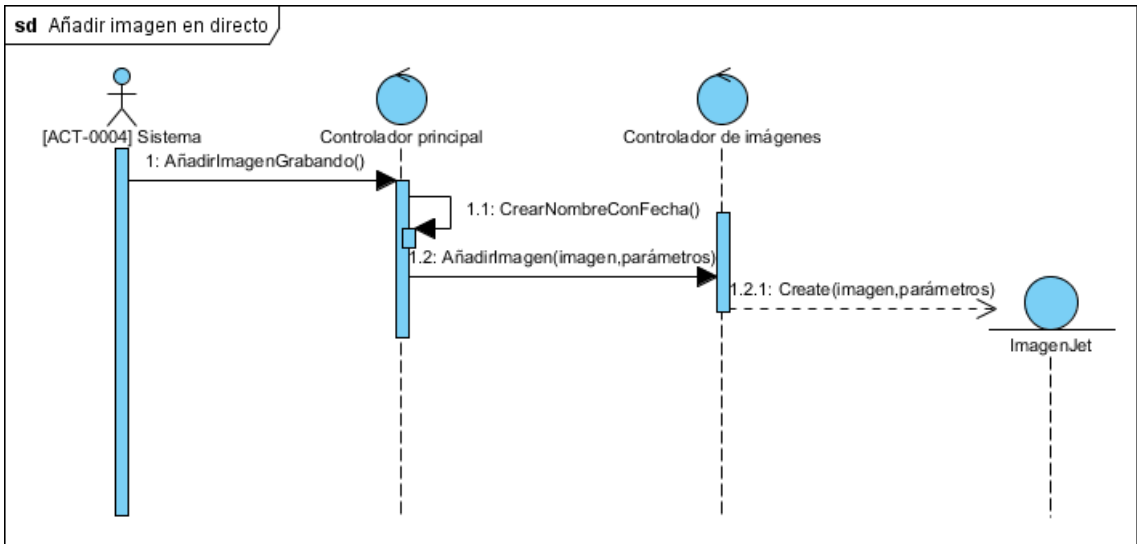 sd Añadir imagen en directo
[ACT-0004] Sistema
Controlador principal
Controlador de imágenes
1: AñadirImagenGrabando()
1.1: CrearNombreConFecha()
1.2: AñadirImagen(imagen,parámetros)
1.2.1: Create(imagen,parámetros)
ImagenJet